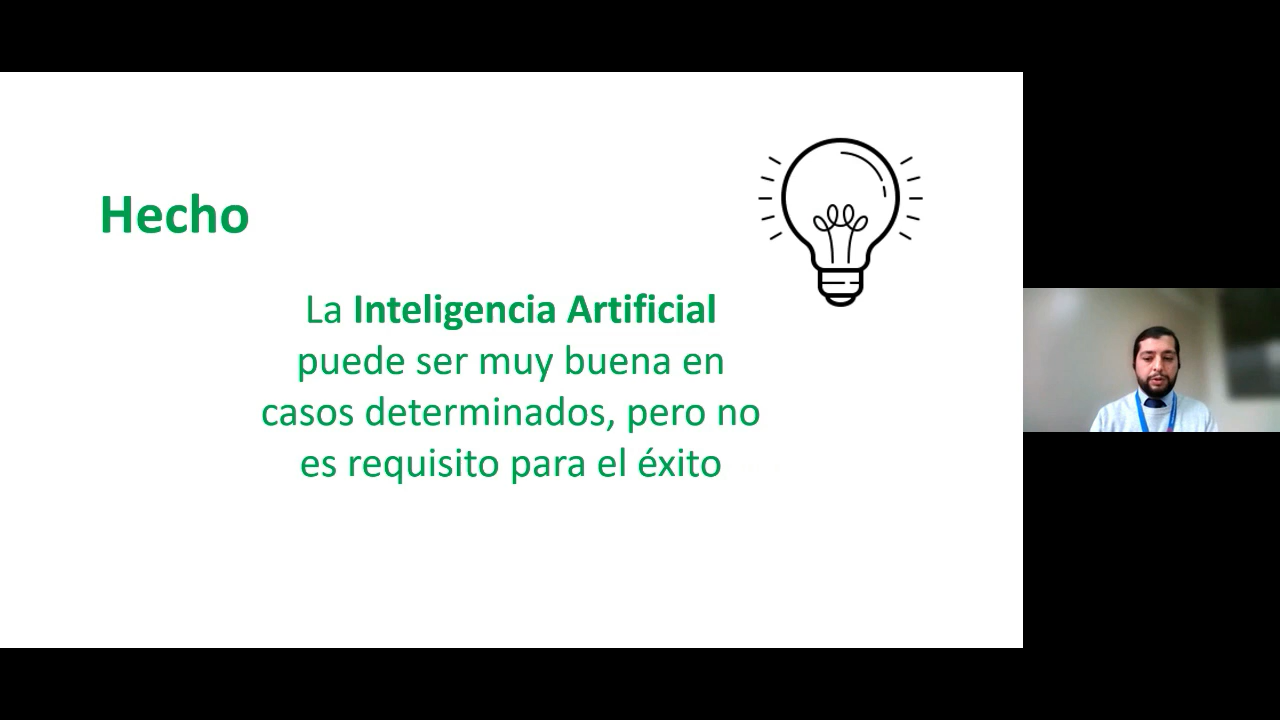 Hecho
La Inteligencia Artificial
puede ser muy buena en
casos determinados, pero no
es requisito para el éxito